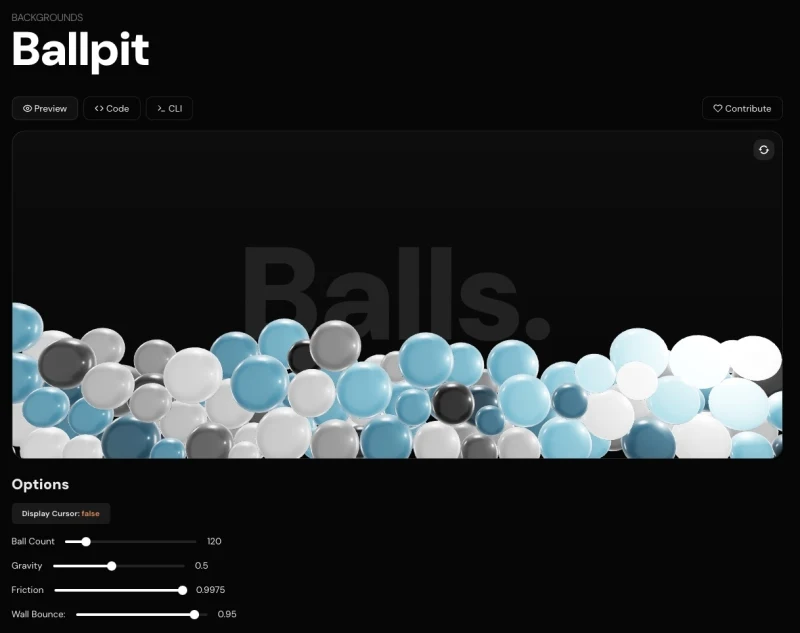 BACKGROUNDS
Ballpit
Preview
Code
CLI
Contribute
Balls.
Options
Display Cursor: false
Ball Count 120
Gravity 0.5
Friction 0.9975
Wall Bounce: 0.95